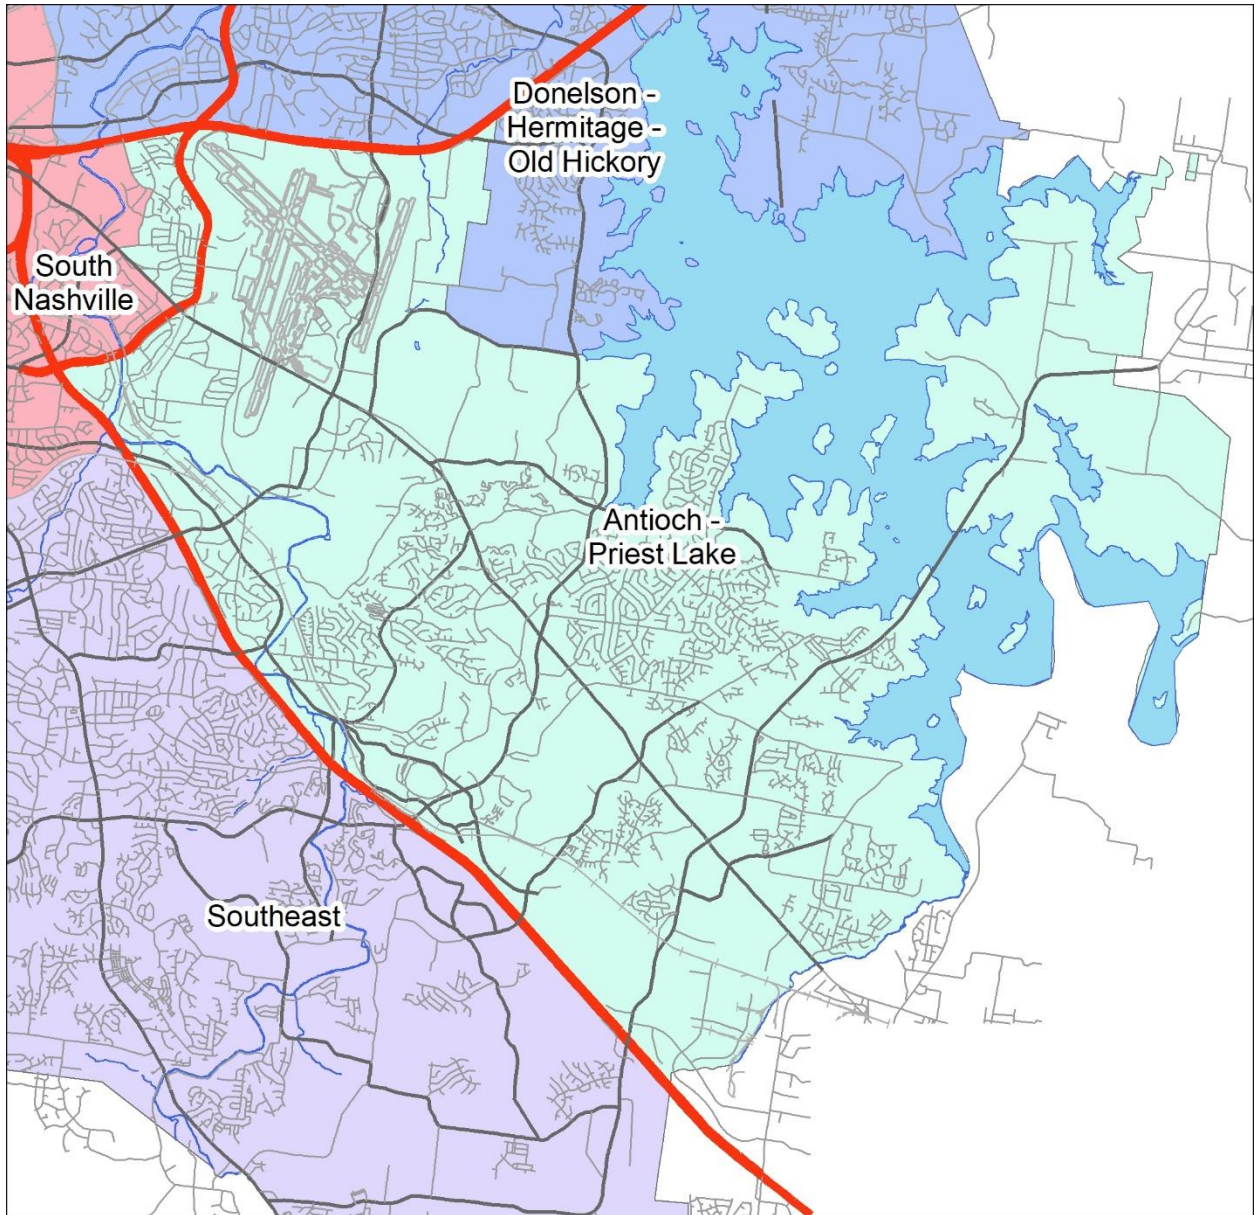 Donelson -
Hermitage -
Old Hickory
South
Nashville
Antioch -
Priest Lake
Southeast